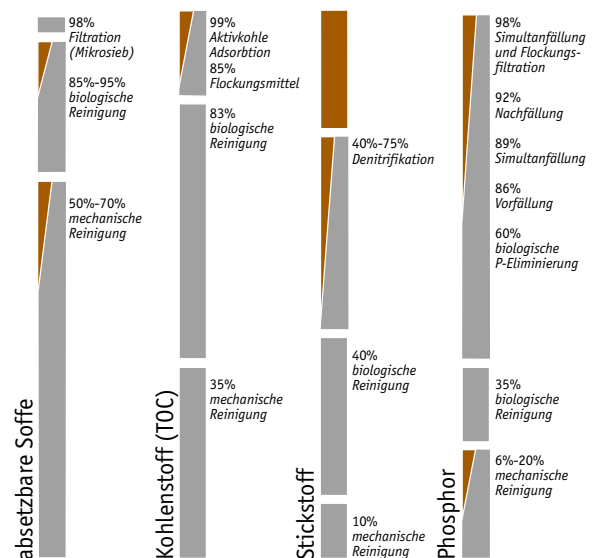 98%
Filtration
(Mikrosieb)
85%-95%
biologische
Reinigung
50%-70%
mechanische
Reinigung
absetzbare Soffe
99%
Aktivkohle
Adsorbtion
85%
Flockungsmittel
83%
biologische
Reinigung
35%
mechanische
Reinigung
Kohlenstoff (TOC)
40%-75%
Denitrifikation
40%
biologische
Reinigung
10%
mechanische
Reinigung
Stickstoff
98%
Simultanfällung
und Flockungs-
filtration
92%
Nachfällung
89%
Simultanfällung
86%
Vorfällung
60%
biologische
P-Eliminierung
35%
biologische
Reinigung
6%-20%
mechanische
Reinigung
Phosphor